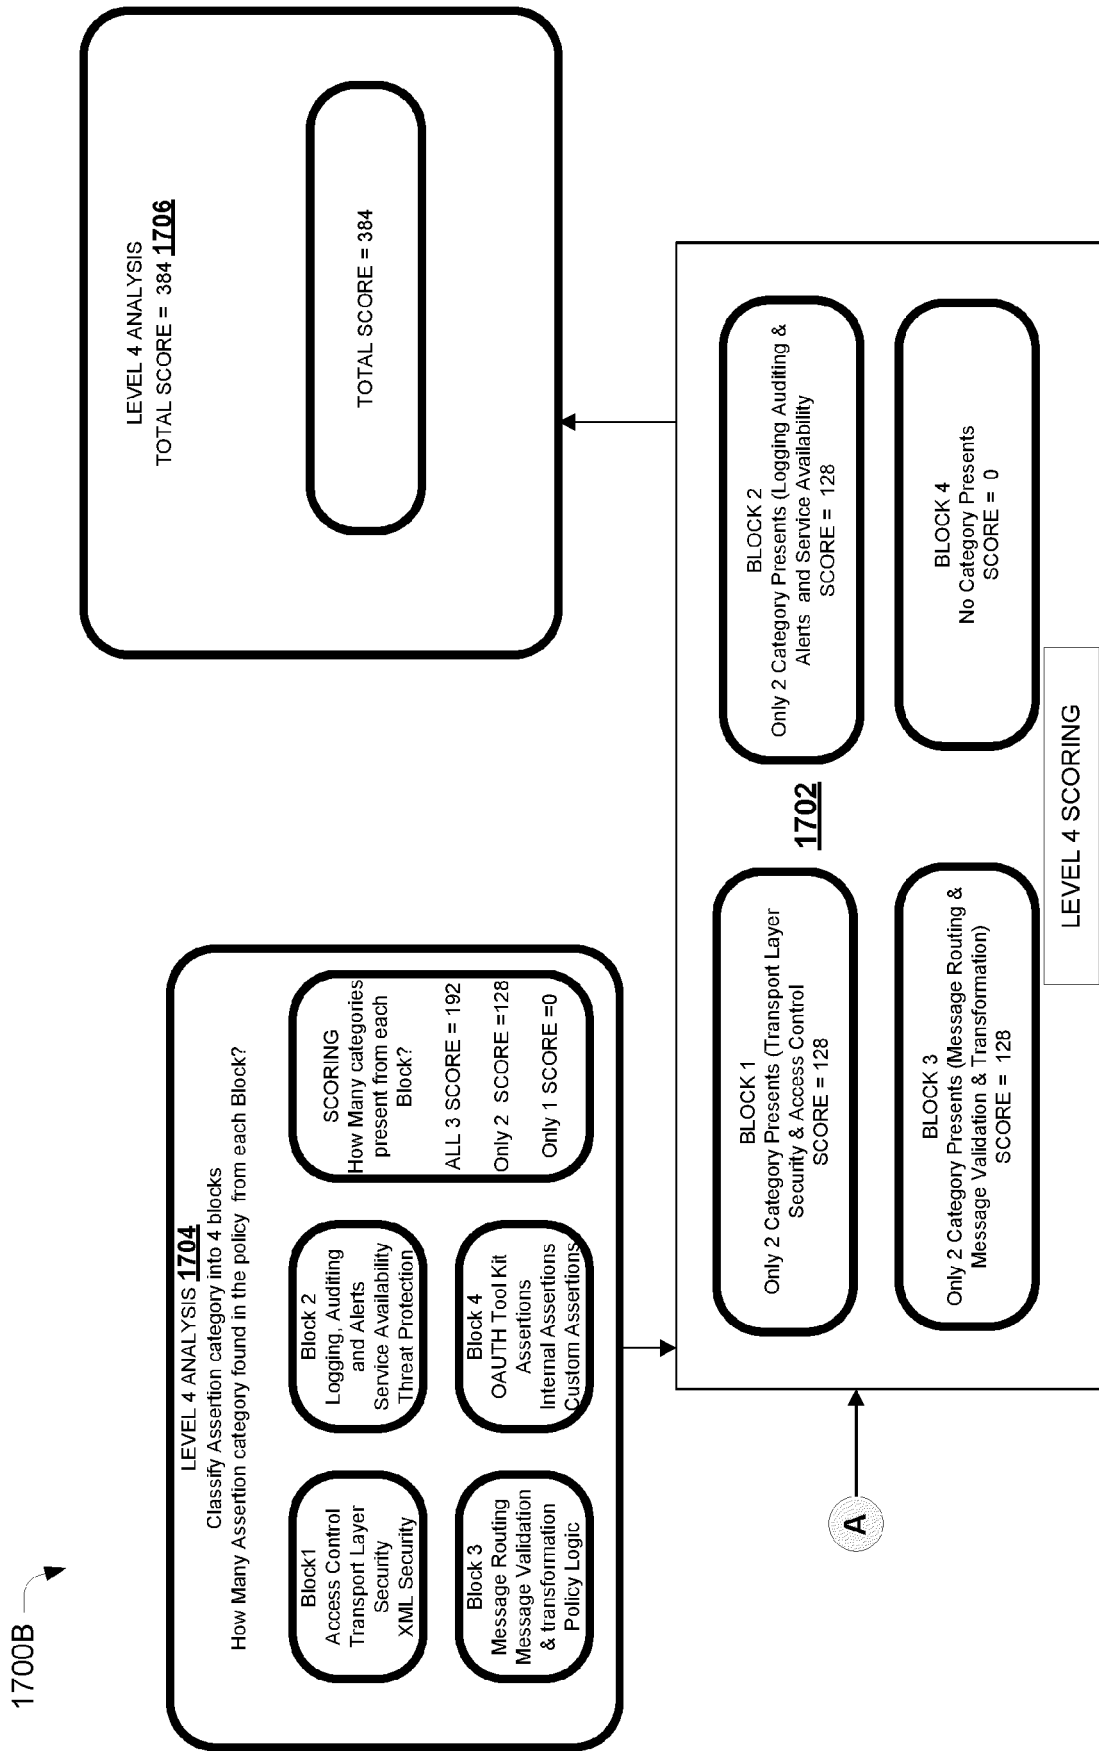 1700B
LEVEL 4 ANALYSIS 1704
Classify Assertion category into 4 blocks
How Many Assertion category found in the policy from each Block?
Block1
Access Control
Transport Layer
Security
XML Security
Block 2
Logging, Auditing
and Alerts
Service Availability
Threat Protection
Block 3
Message Routing
Message Validation
& transformation
Policy Logic
Block 4
OAUTH Tool Kit
Assertions
Internal Assertions
Custom Assertions
SCORING
How Many categories
present from each
Block?
ALL 3 SCORE = 192
Only 2 SCORE =128
Only 1 SCORE =0
LEVEL 4 ANALYSIS
TOTAL SCORE = 384 1706
TOTAL SCORE = 384
A
BLOCK 1
Only 2 Category Presents (Transport Layer
Security & Access Control
SCORE = 128
1702
BLOCK 2
Only 2 Category Presents (Logging Auditing &
Alerts and Service Availability
SCORE = 128
BLOCK 3
Only 2 Category Presents (Message Routing &
Message Validation & Transformation)
SCORE = 128
BLOCK 4
No Category Presents
SCORE = 0
LEVEL 4 SCORING